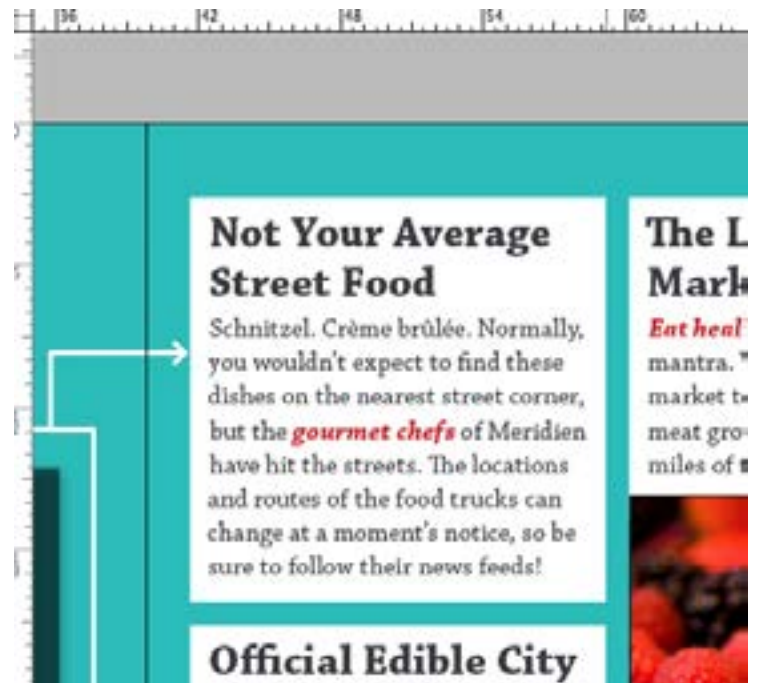 36 42 48 54 60
Not Your Average
Street Food
Schnitzel. Crème brûlée. Normally,
you wouldn't expect to find these
dishes on the nearest street corner,
but the gourmet chefs of Meridien
have hit the streets. The locations
and routes of the food trucks can
change at a moment's notice, so be
sure to follow their news feeds!
Official Edible City
The L
Mark
Eat heal
mantra.
market
meat gro
miles of